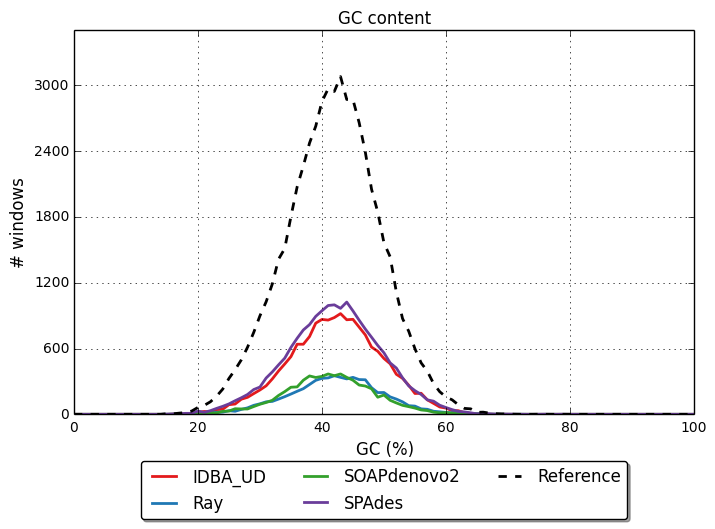 GC content
# windows
3000
2400
1800
1200
600
0
0 20 40 60 80 100
GC (%)
IDBA_UD SOAPdenovo2 Reference
Ray SPAdes